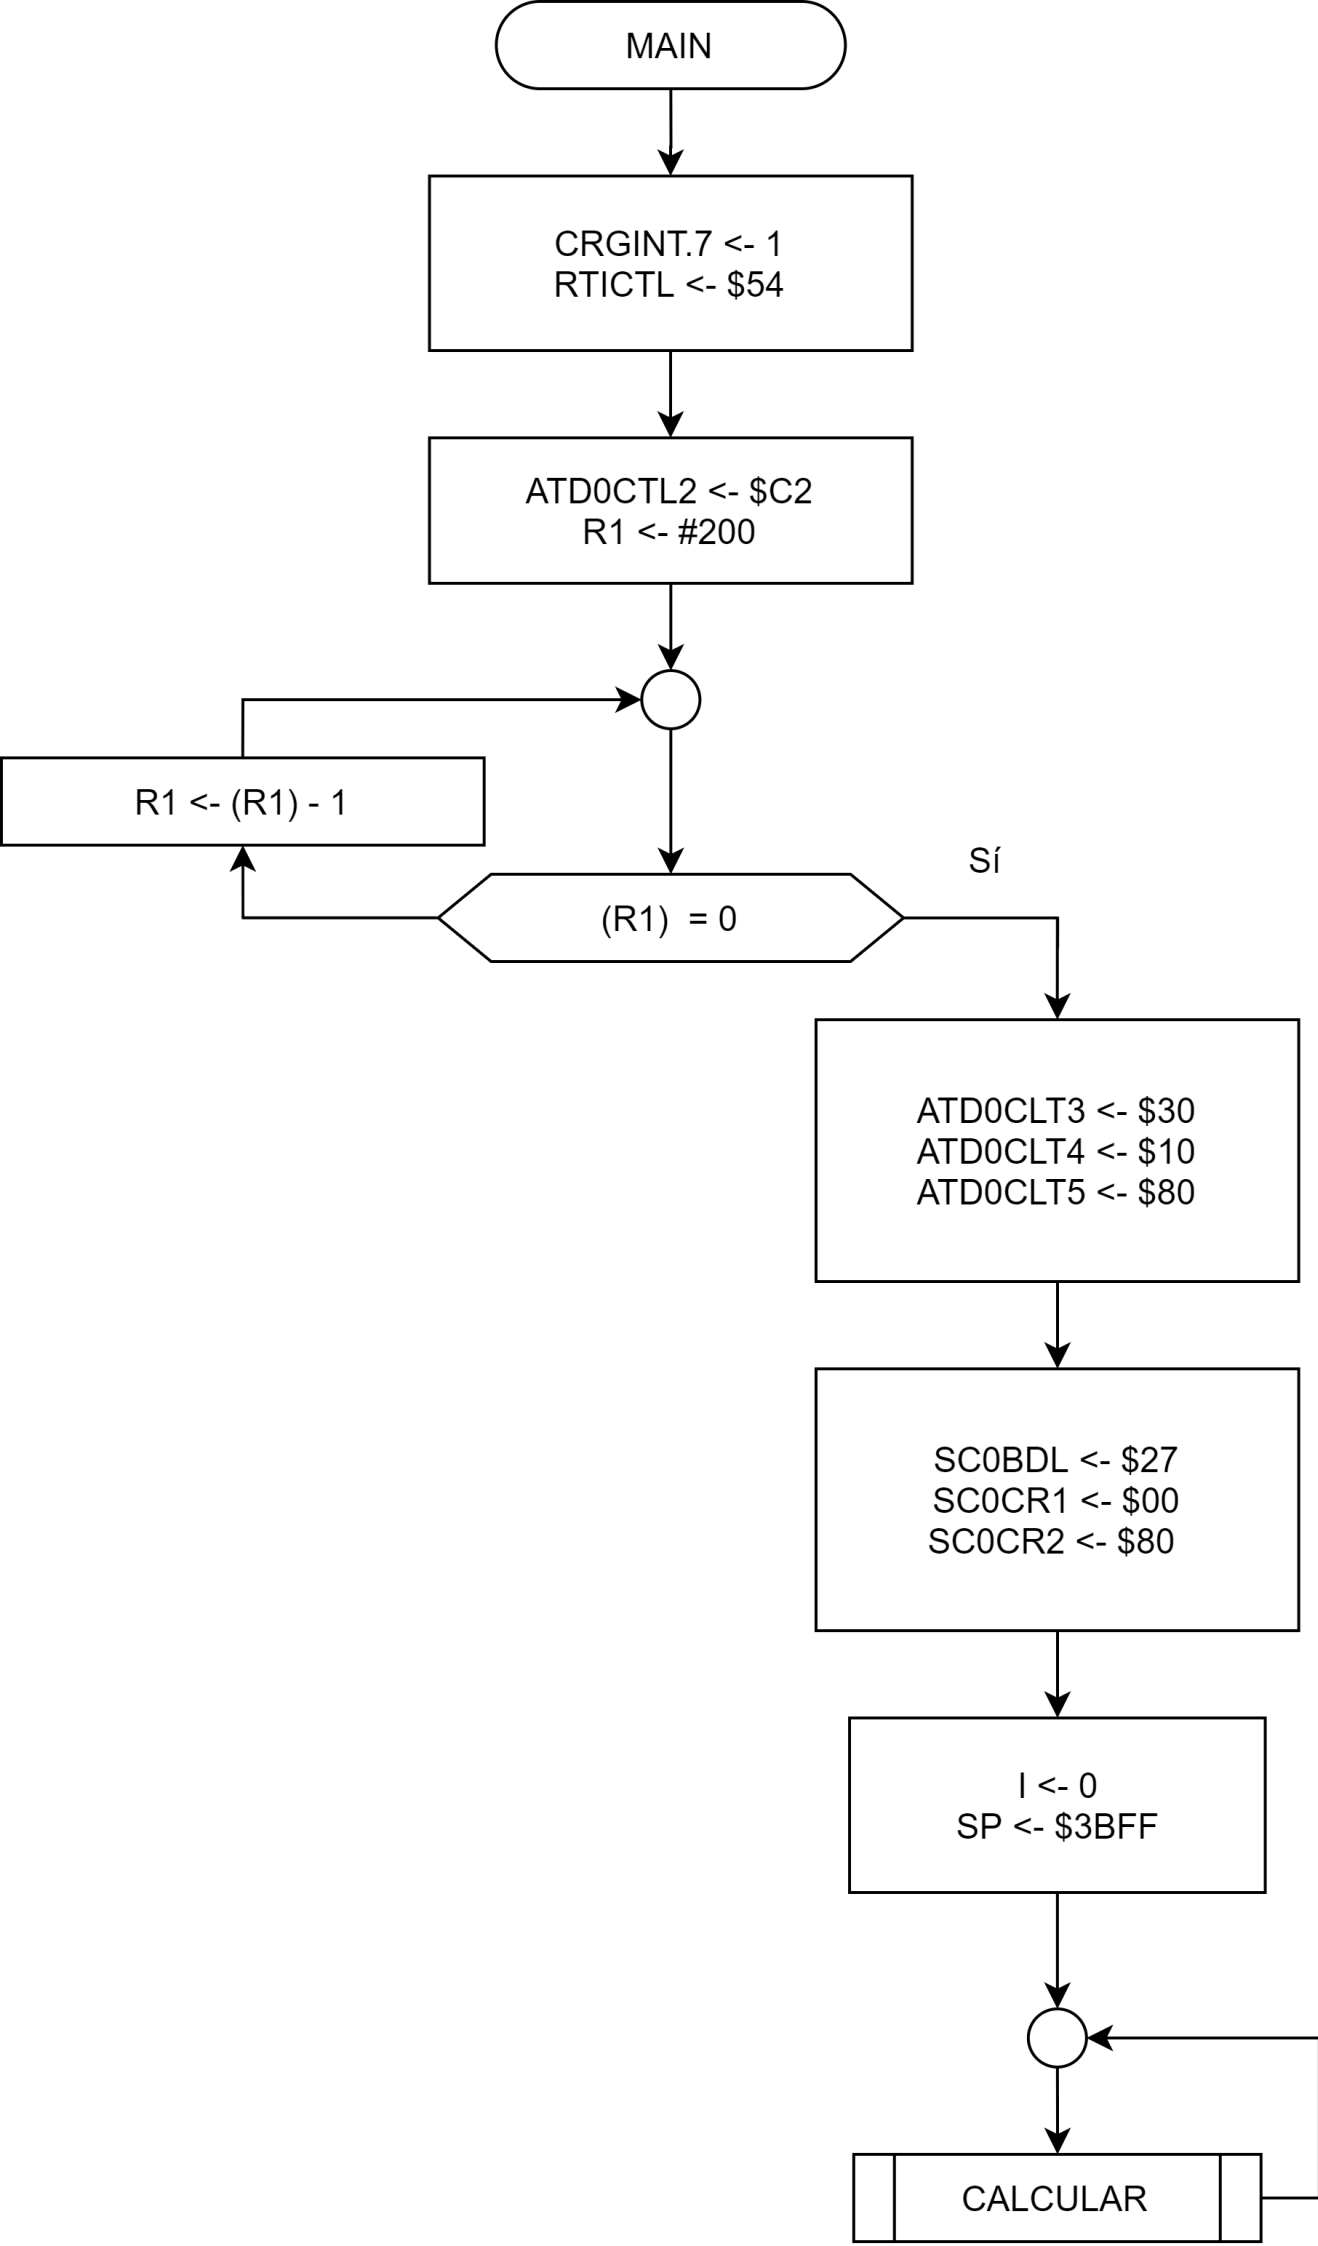 MAIN
CRGINT.7 <- 1
RTICTL <- $54
ATD0CTL2 <- $C2
R1 <- #200
R1 <- (R1) - 1
Sí
(R1)  = 0
ATD0CLT3 <- $30
ATD0CLT4 <- $10
ATD0CLT5 <- $80
SC0BDL <- $27
SC0CR1 <- $00
SC0CR2 <- $80
I <- 0
SP <- $3BFF
CALCULAR